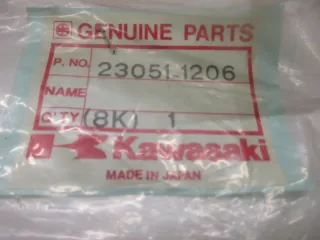 GENUINE PARTS
P. NO. 23051-1206
NAME
Q'TY (8K) 1
Kawasaki
MADE IN JAPAN